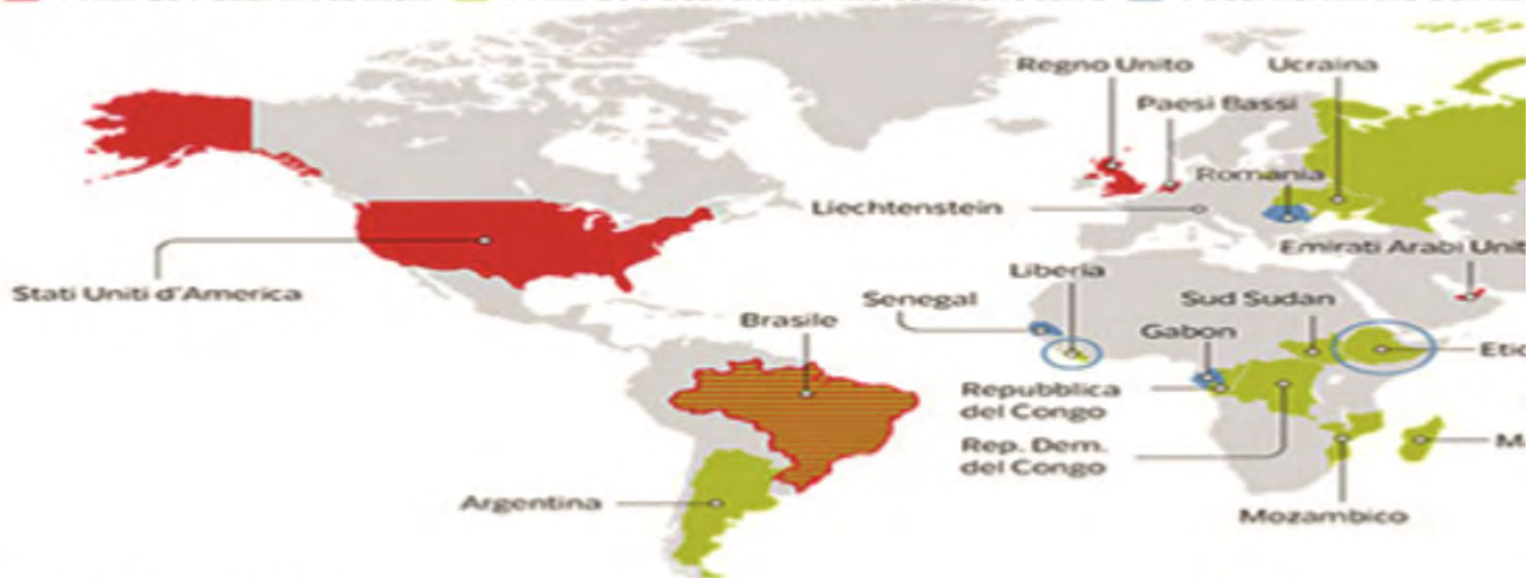 Regno Unito
Ucraina
Paesi Bassi
Romania
Liechtenstein
Emirati Arabi Unit
Stati Uniti d'America
Liberia
Senegal
Sud Sudan
Brasile
Gabon
Etio
Repubblica
del Congo
Rep. Dem.
del Congo
M
Argentina
Mozambico